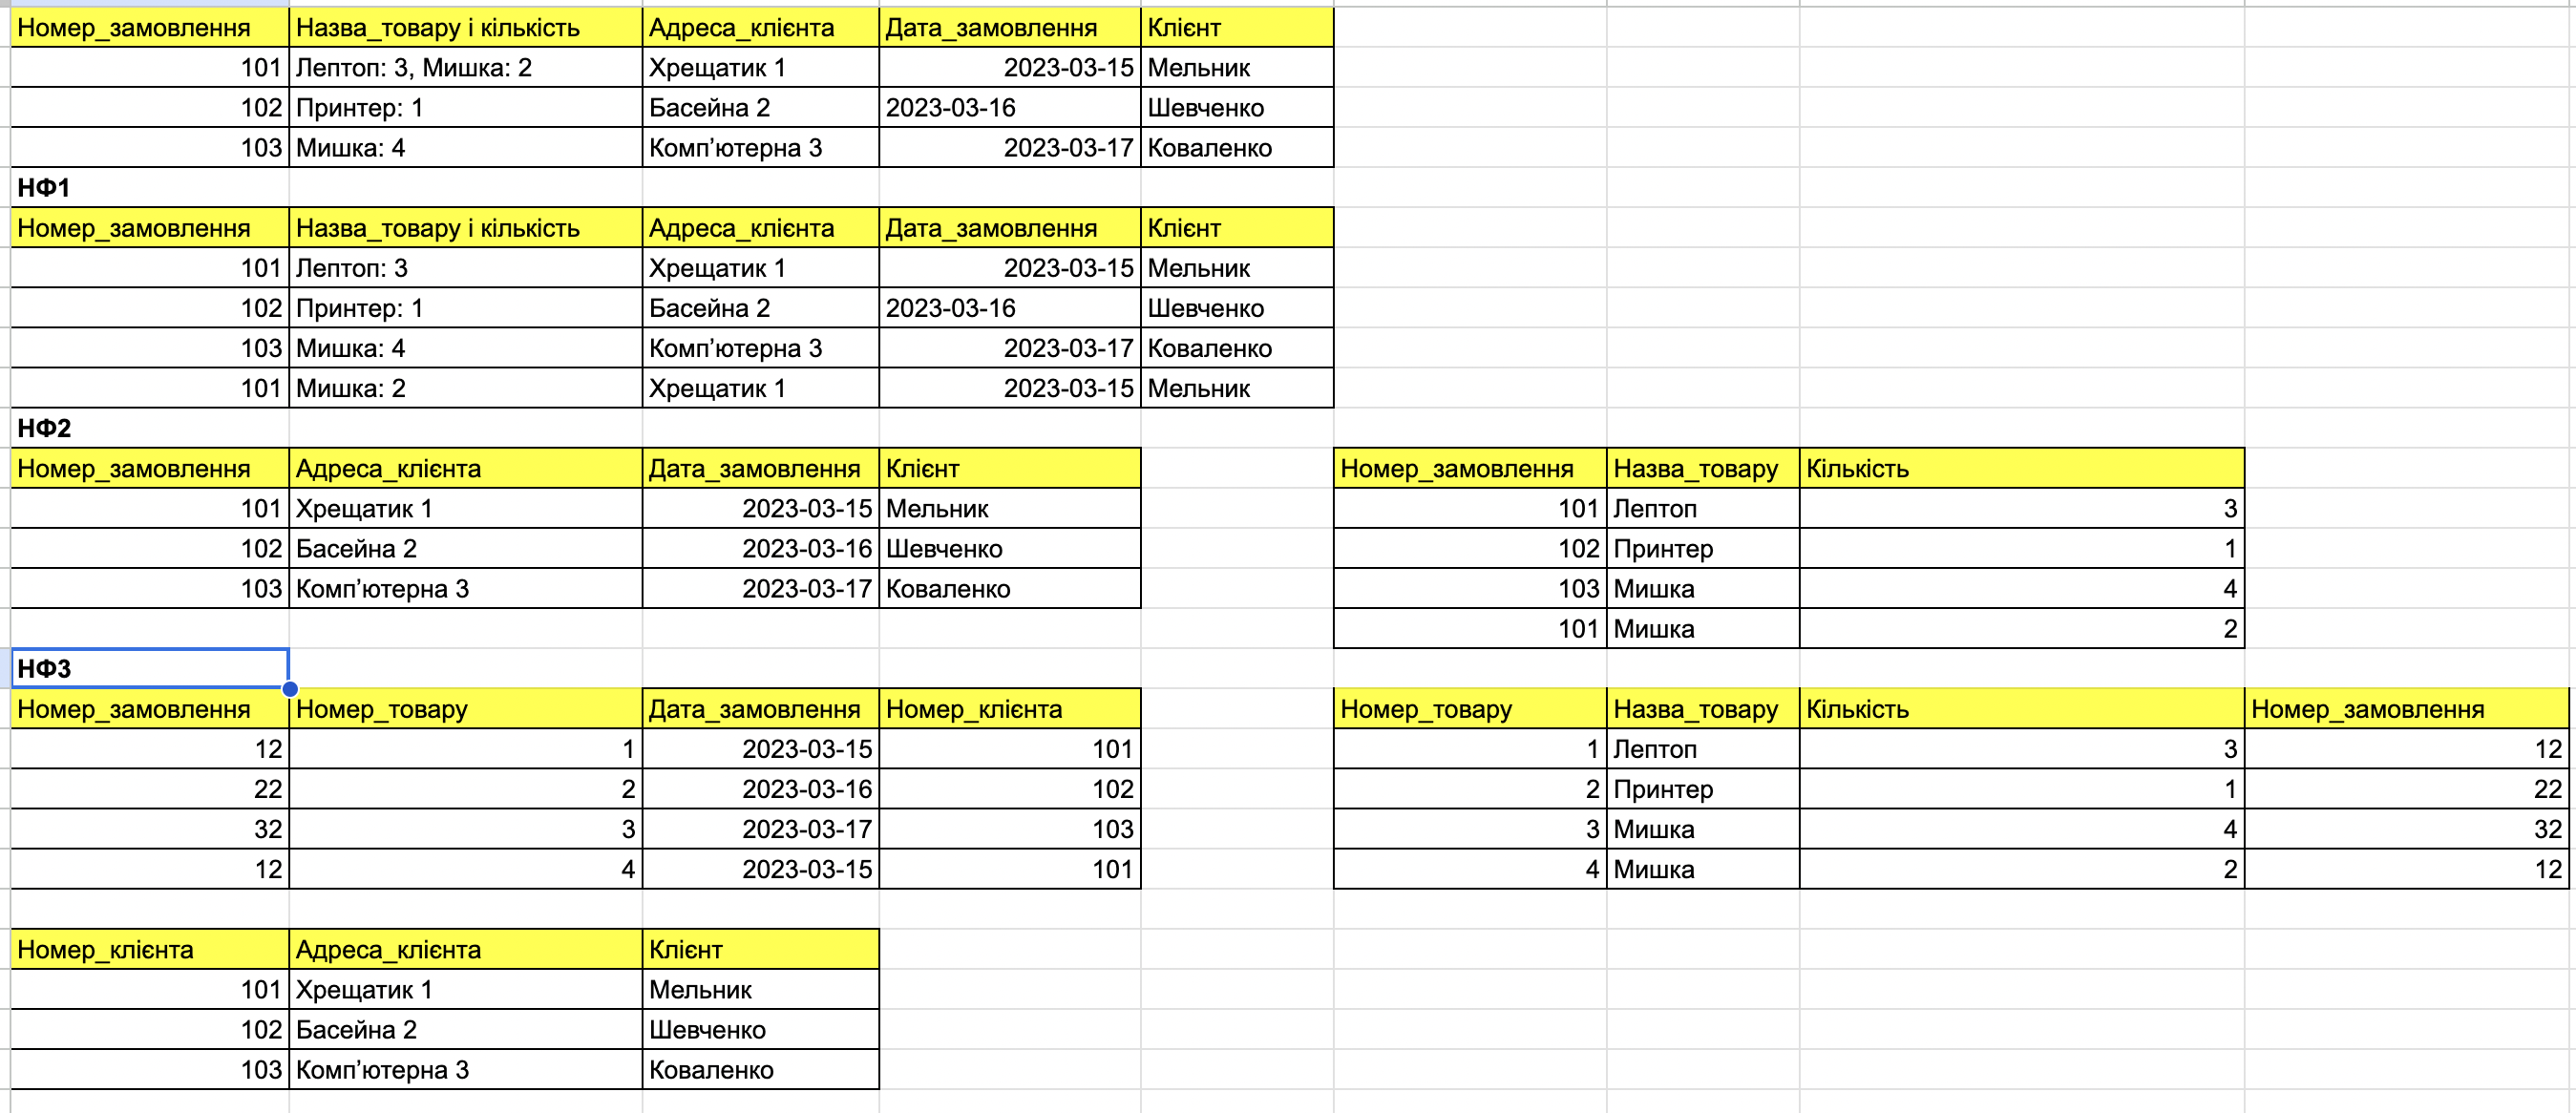 Номер_замовлення Назва_товару і кількість Адреса_клієнта Дата_замовлення Клієнт
101 Лептоп: 3, Мишка: 2 Хрещатик 1 2023-03-15 Мельник
102 Принтер: 1 Басейна 2 2023-03-16 Шевченко
103 Мишка: 4 Комп’ютерна 3 2023-03-17 Коваленко
НФ1
Номер_замовлення Назва_товару і кількість Адреса_клієнта Дата_замовлення Клієнт
101 Лептоп: 3 Хрещатик 1 2023-03-15 Мельник
102 Принтер: 1 Басейна 2 2023-03-16 Шевченко
103 Мишка: 4 Комп’ютерна 3 2023-03-17 Коваленко
101 Мишка: 2 Хрещатик 1 2023-03-15 Мельник
НФ2
Номер_замовлення Адреса_клієнта Дата_замовлення Клієнт Номер_замовлення Назва_товару Кількість
101 Хрещатик 1 2023-03-15 Мельник 101 Лептоп 3
102 Басейна 2 2023-03-16 Шевченко 102 Принтер 1
103 Комп’ютерна 3 2023-03-17 Коваленко 103 Мишка 4
101 Мишка 2
НФ3
Номер_замовлення Номер_товару Дата_замовлення Номер_клієнта Номер_товару Назва_товару Кількість Номер_замовлення
12 1 2023-03-15 101 1 Лептоп 3 12
22 2 2023-03-16 102 2 Принтер 1 22
32 3 2023-03-17 103 3 Мишка 4 32
12 4 2023-03-15 101 4 Мишка 2 12
Номер_клієнта Адреса_клієнта Клієнт
101 Хрещатик 1 Мельник
102 Басейна 2 Шевченко
103 Комп’ютерна 3 Коваленко